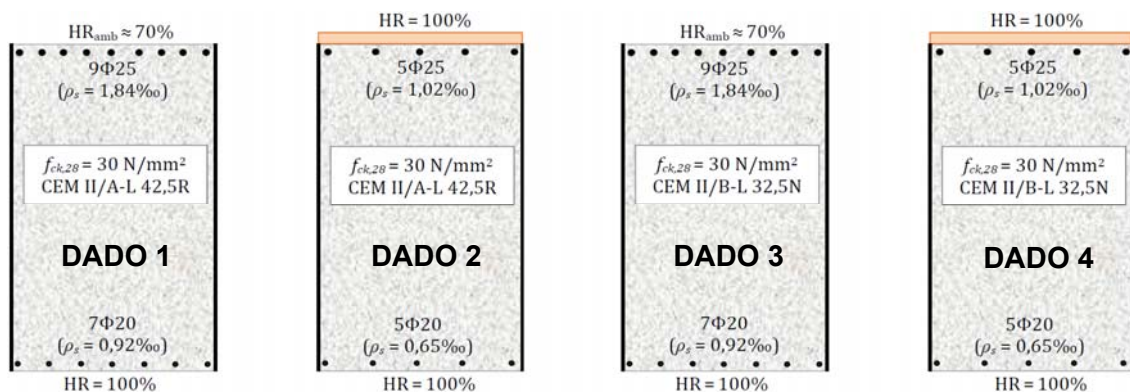 HRamb ≈ 70%
9Φ25
(ρs = 1,84‰)
fck,28 = 30 N/mm²
CEM II/A-L 42,5R
DADO 1
7Φ20
(ρs = 0,92‰)
HR = 100%
HR = 100%
5Φ25
(ρs = 1,02‰)
fck,28 = 30 N/mm²
CEM II/A-L 42,5R
DADO 2
5Φ20
(ρs = 0,65‰)
HR = 100%
HRamb ≈ 70%
9Φ25
(ρs = 1,84‰)
fck,28 = 30 N/mm²
CEM II/B-L 32,5N
DADO 3
7Φ20
(ρs = 0,92‰)
HR = 100%
HR = 100%
5Φ25
(ρs = 1,02‰)
fck,28 = 30 N/mm²
CEM II/B-L 32,5N
DADO 4
5Φ20
(ρs = 0,65‰)
HR = 100%